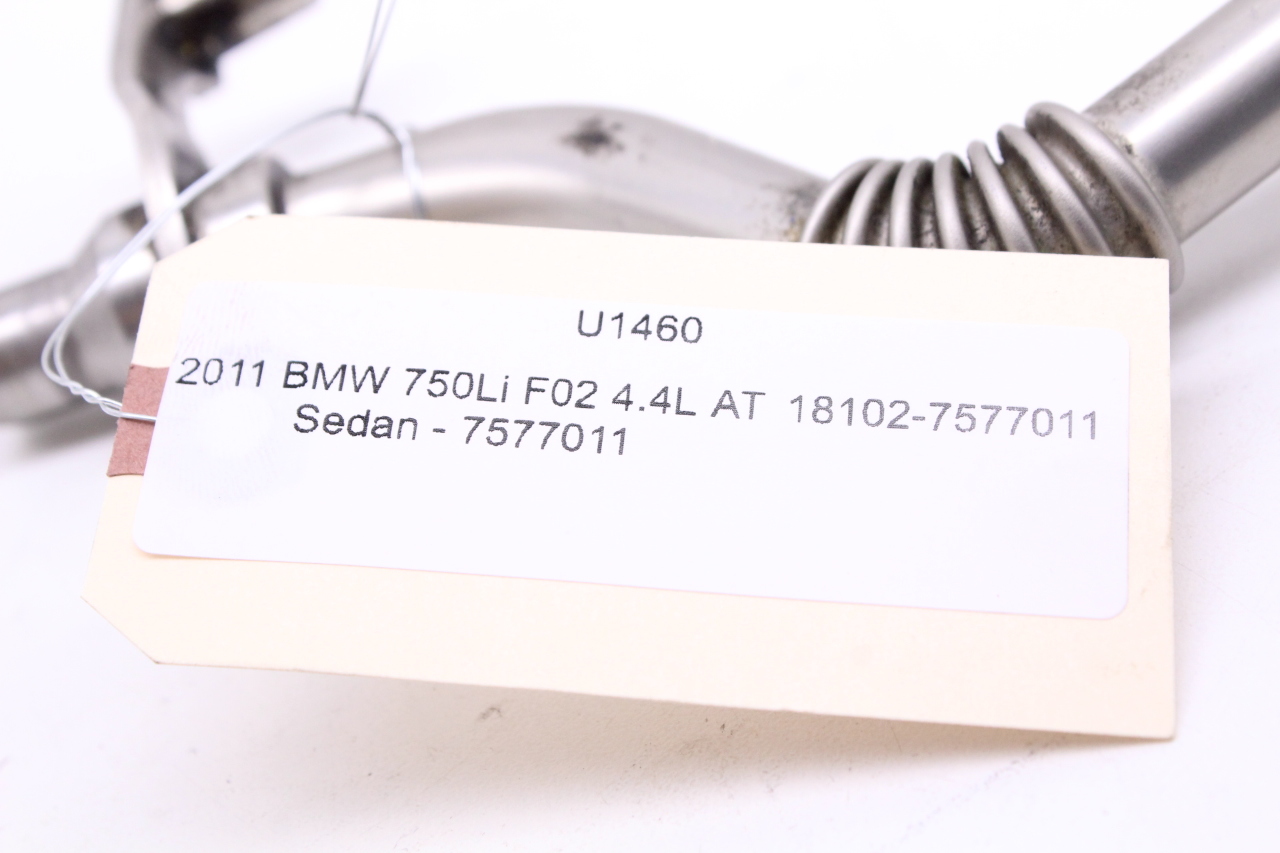 U1460
2011 BMW 750Li F02 4.4L AT 18102-7577011
Sedan - 7577011